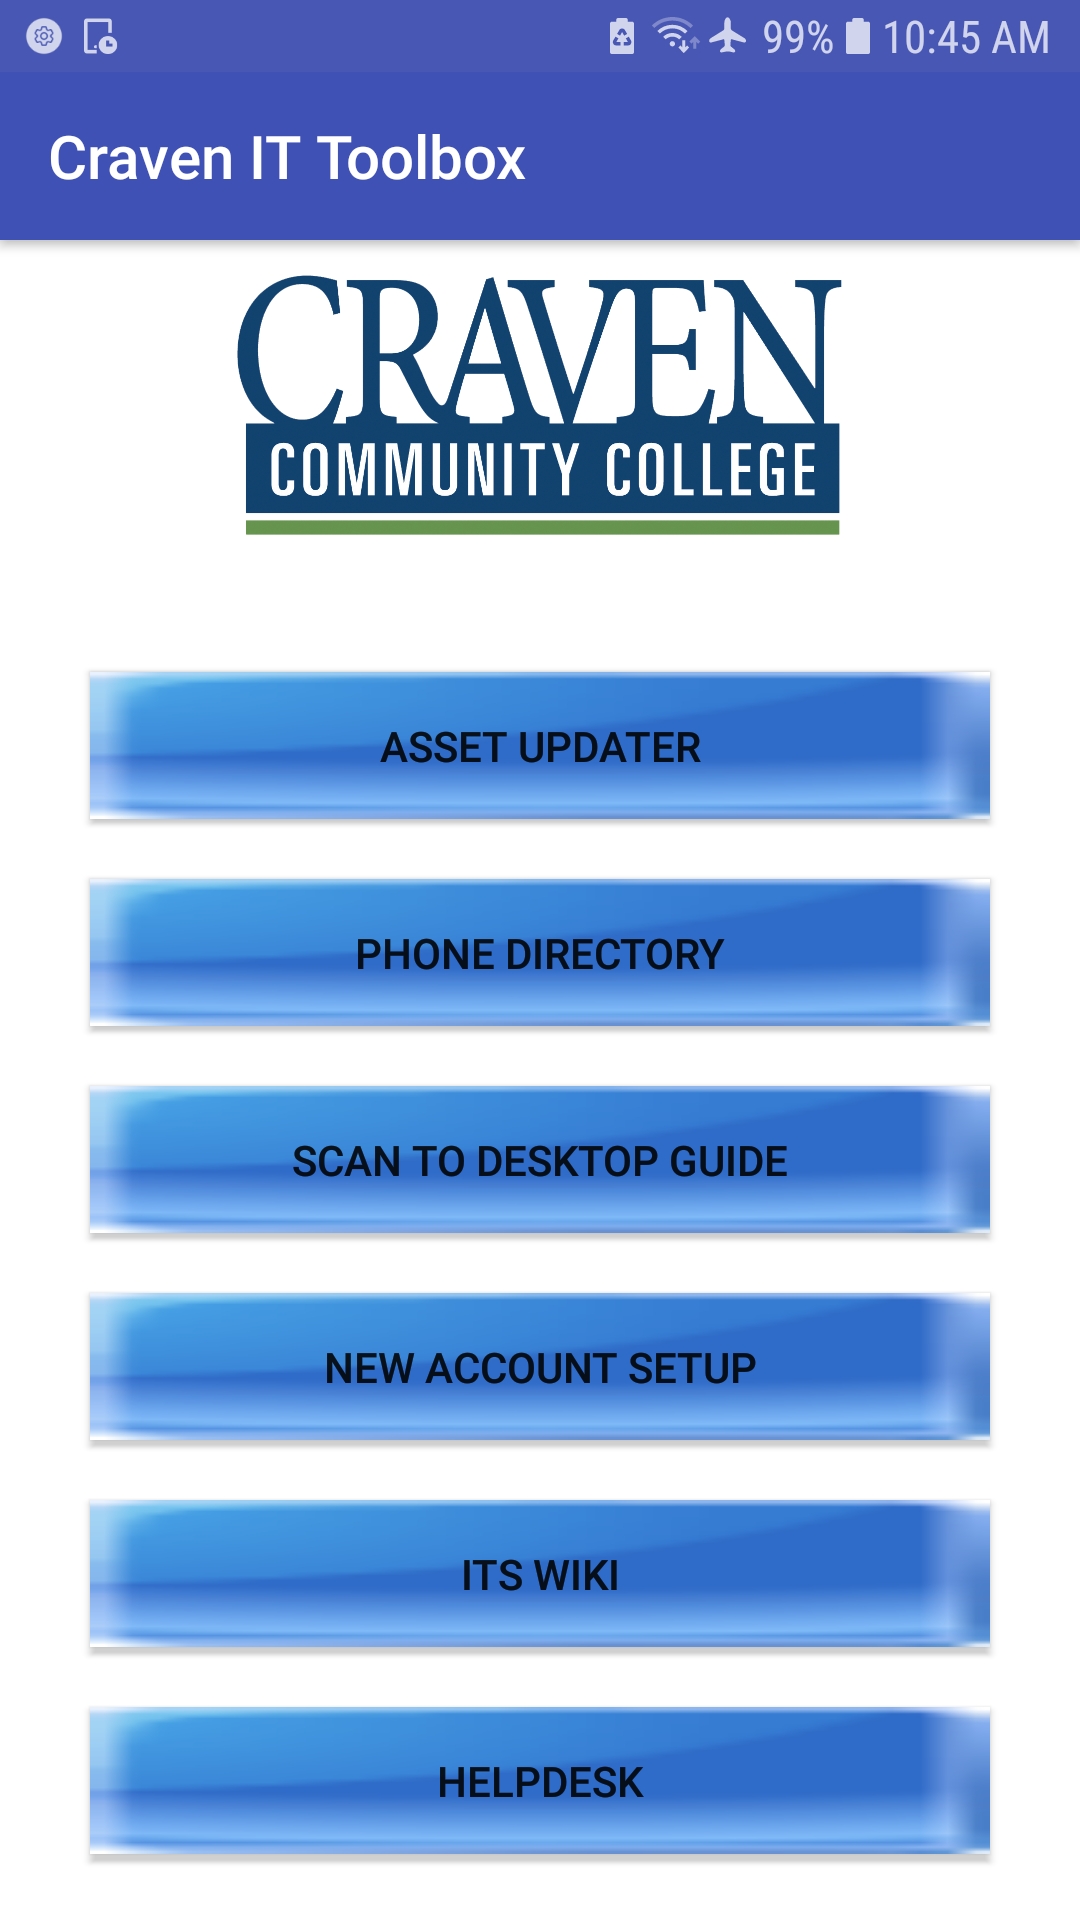 99% 10:45 AM
Craven IT Toolbox
CRAVEN
COMMUNITY COLLEGE
ASSET UPDATER
PHONE DIRECTORY
SCAN TO DESKTOP GUIDE
NEW ACCOUNT SETUP
ITS WIKI
HELPDESK